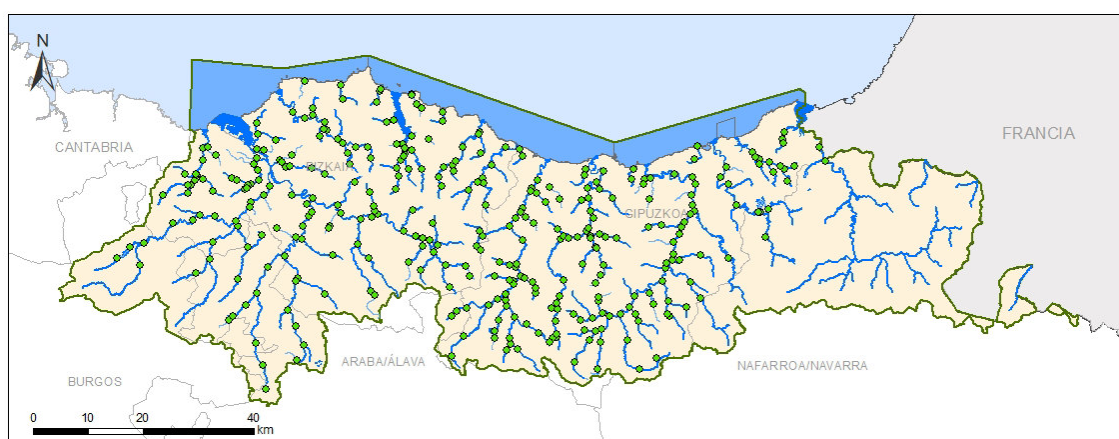 N
CANTABRIA
BIZKAIA
FRANCIA
GIPUZKOA
ARABA/ÁLAVA
NAFARROA/NAVARRA
BURGOS
0 10 20 40
km